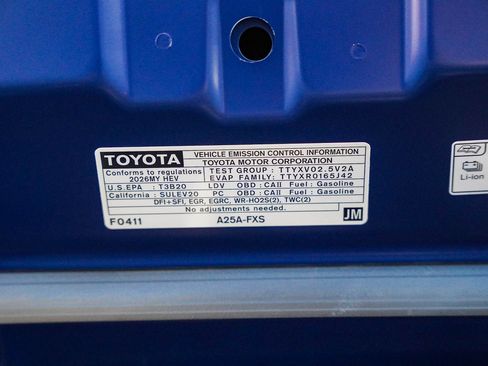 TOYOTA VEHICLE EMISSION CONTROL INFORMATION
TOYOTA MOTOR CORPORATION
Conforms to regulations TEST GROUP : TTYXV02.5V2A
2026MY HEV EVAP FAMILY: TTYXR0165J42
U.S.EPA : T3B20 LDV OBD : CAII Fuel : Gasoline
California : SULEV20 PC OBD : CAII Fuel : Gasoline
DFI+SFI, EGR, EGRC, WR-HO2S(2), TWC(2)
No adjustments needed.
F0411 A25A-FXS JM
Li-ion